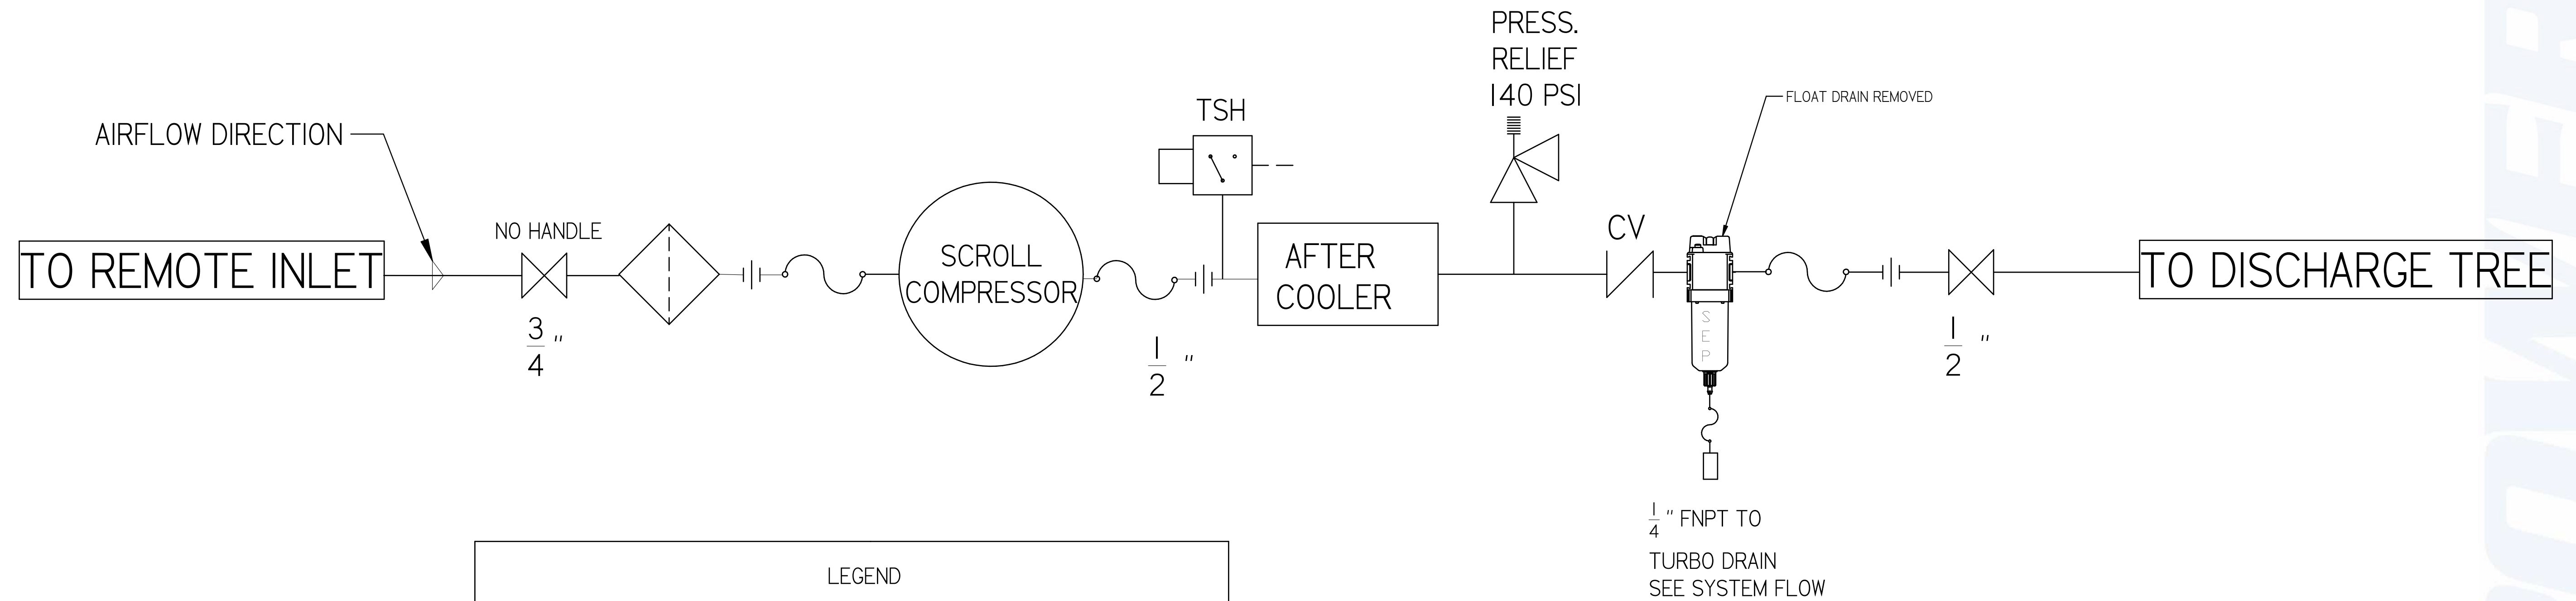 PRESS.
RELIEF
140 PSI
FLOAT DRAIN REMOVED
TSH
AIRFLOW DIRECTION
NO HANDLE
CV
TO REMOTE INLET
SCROLL
COMPRESSOR
AFTER
COOLER
SEP
TO DISCHARGE TREE
3/4 "
1/2 "
1/2 "
1/4 " FNPT TO
TURBO DRAIN
SEE SYSTEM FLOW
LEGEND
POWER